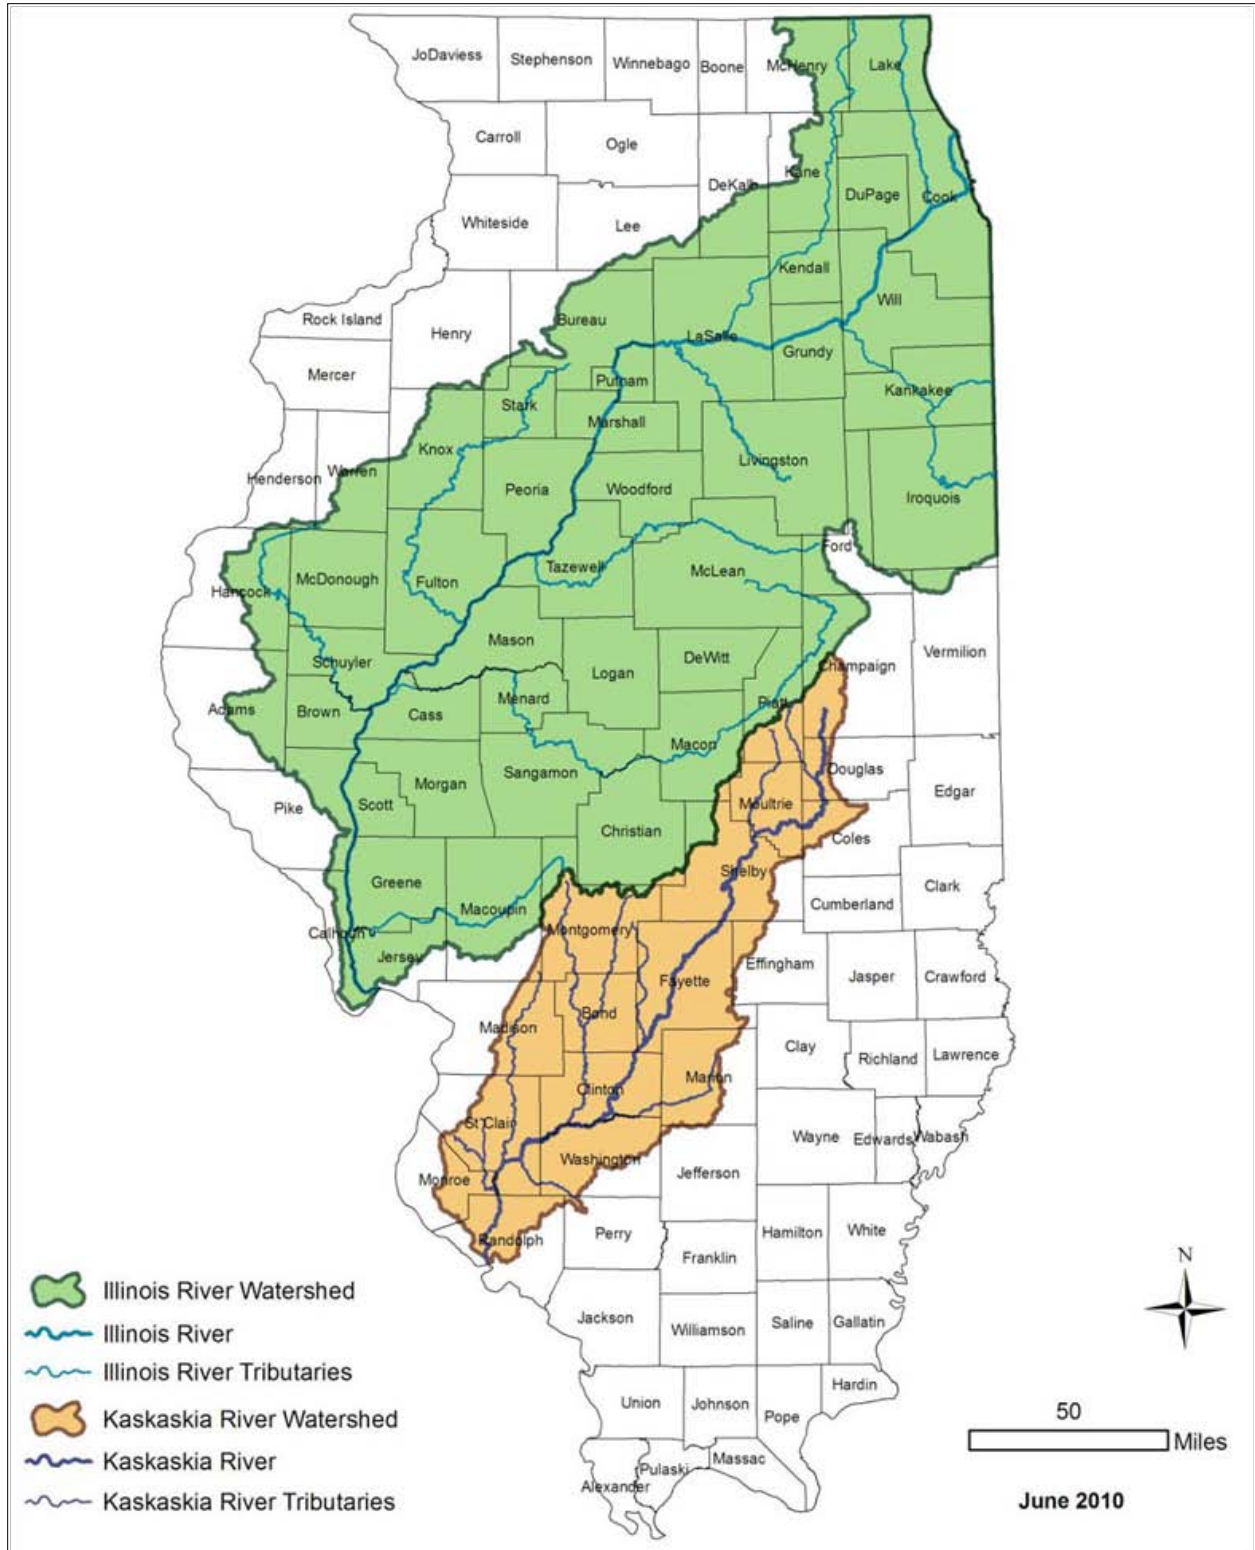 JoDaviess
Stephenson
Winnebago
Boone
McHenry
Lake
Carroll
Ogle
DeKalb
Kane
DuPage
Cook
Whiteside
Lee
Kendall
Will
Rock Island
Henry
Bureau
LaSalle
Grundy
Mercer
Putnam
Kankakee
Stark
Marshall
Knox
Livingston
Henderson
Warren
Peoria
Woodford
Iroquois
Ford
Hancock
McDonough
Fulton
Tazewell
McLean
Mason
Schuyler
Logan
DeWitt
Champaign
Vermilion
Adams
Brown
Cass
Menard
Piatt
Macon
Pike
Scott
Morgan
Sangamon
Douglas
Edgar
Moultrie
Christian
Coles
Shelby
Greene
Macoupin
Cumberland
Clark
Calhoun
Jersey
Montgomery
Effingham
Jasper
Crawford
Fayette
Madison
Bond
Clay
Richland
Lawrence
Clinton
Marion
St Clair
Wayne
Edwards
Wabash
Washington
Jefferson
Monroe
Randolph
Perry
Hamilton
White
Franklin
Jackson
Williamson
Saline
Gallatin
Union
Johnson
Pope
Hardin
Massac
Pulaski
Alexander
Illinois River Watershed
Illinois River
Illinois River Tributaries
Kaskaskia River Watershed
Kaskaskia River
Kaskaskia River Tributaries
N
50
Miles
June 2010